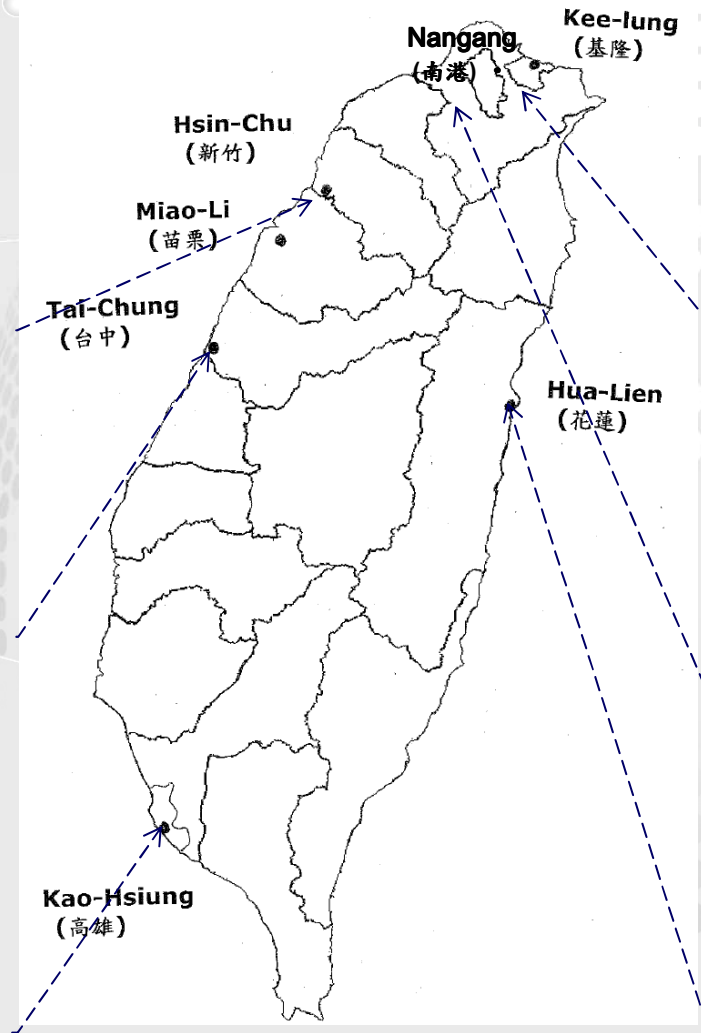 Kee-lung
(基隆)
Nangang
(南港)
Hsin-Chu
(新竹)
Miao-Li
(苗栗)
Tai-Chung
(台中)
Hua-Lien
(花蓮)
Kao-Hsiung
(高雄)